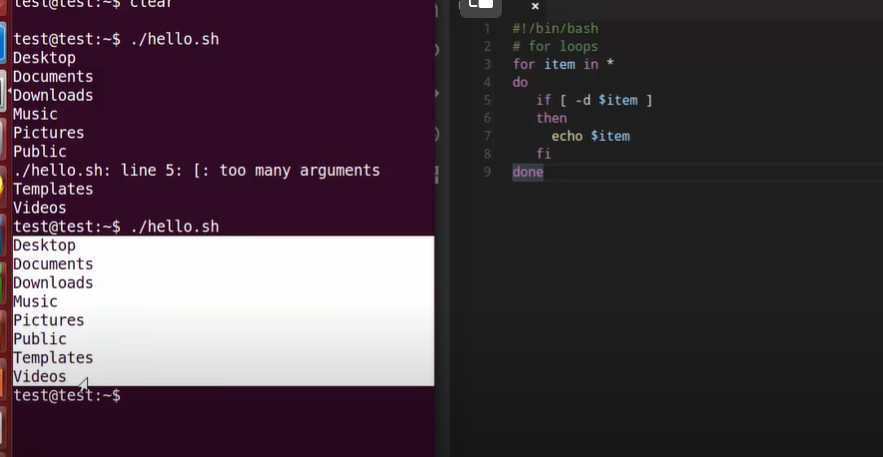 test@test:~$ clear
test@test:~$ ./hello.sh
Desktop
Documents
Downloads
Music
Pictures
Public
./hello.sh: line 5: [: too many arguments
Templates
Videos
test@test:~$ ./hello.sh
Desktop
Documents
Downloads
Music
Pictures
Public
Templates
Videos
test@test:~$
1 #!/bin/bash
2 # for loops
3 for item in *
4 do
5    if [ -d $item ]
6    then
7      echo $item
8    fi
9 done